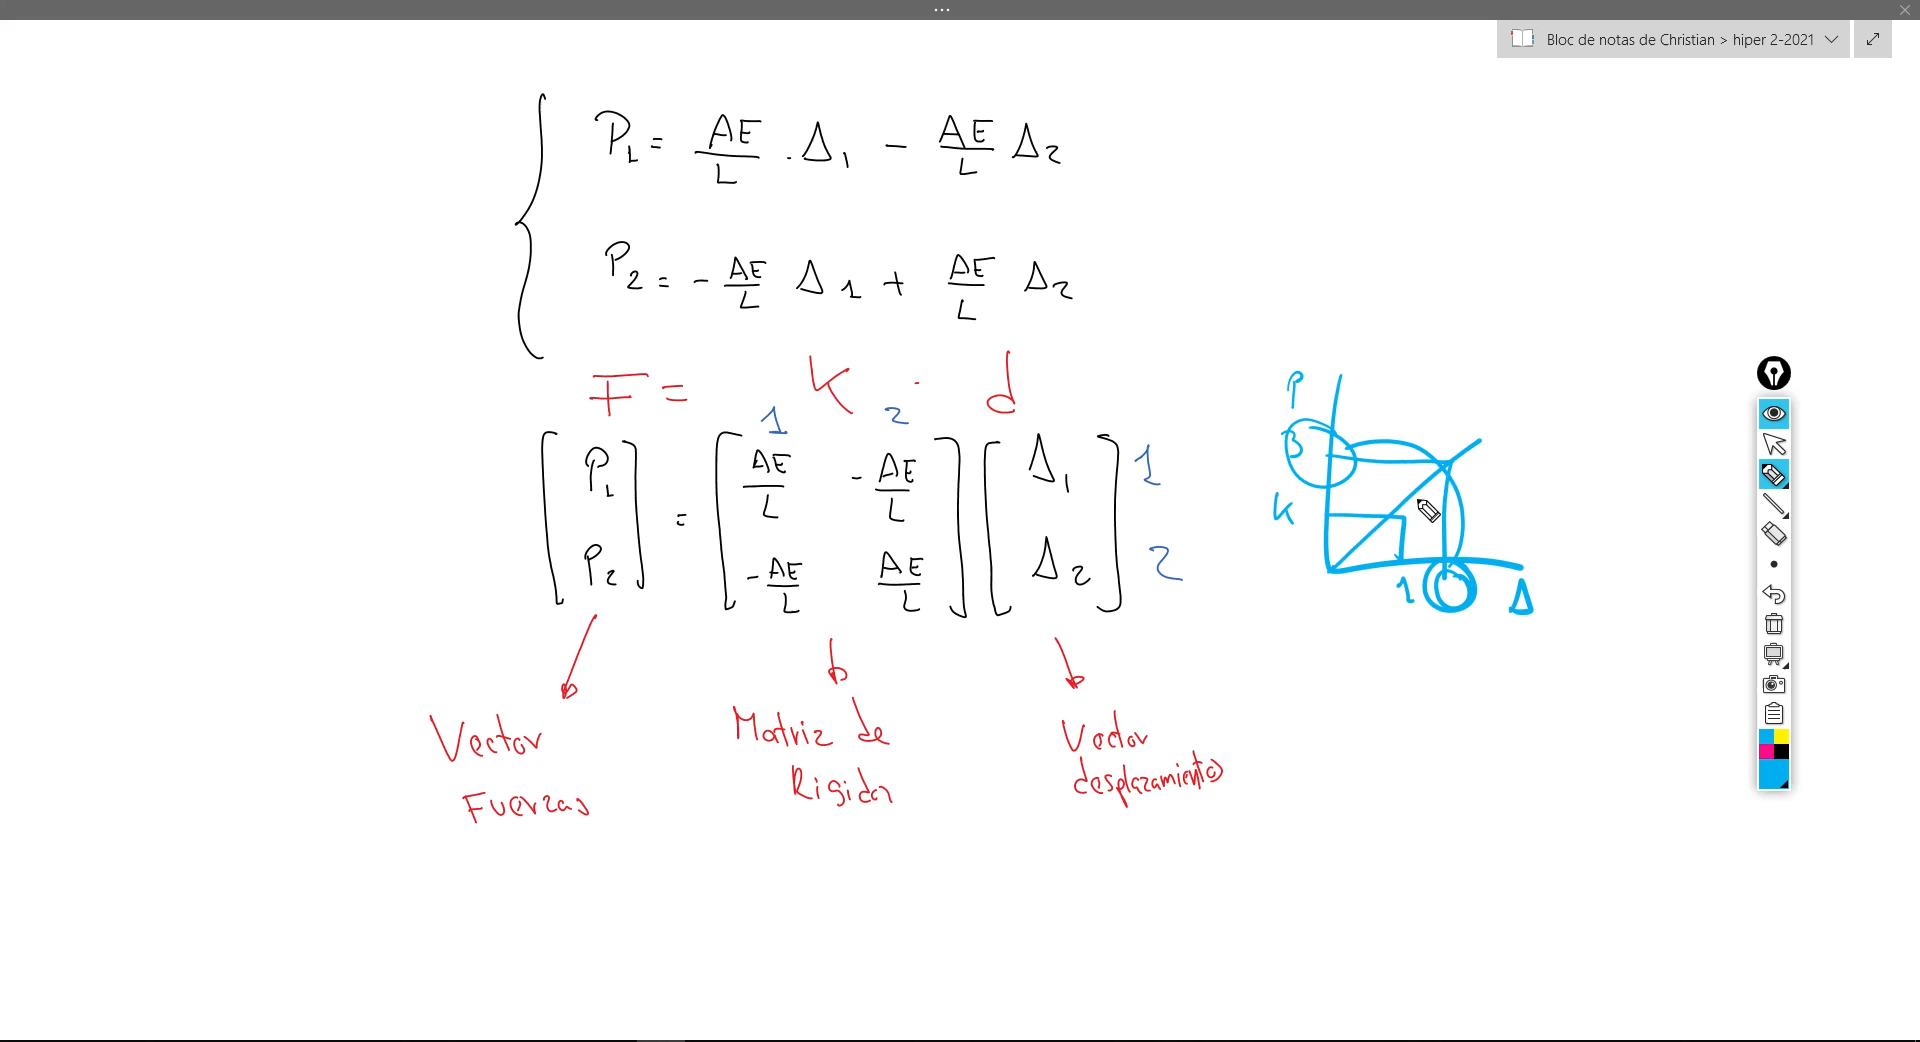 Bloc de notas de Christian > hiper 2-2021
P₁ = AE/L . Δ₁ - AE/L Δ₂
P₂ = - AE/L Δ₁ + AE/L Δ₂
F = K . d
1 2
[P₁ P₂] = [AE/L -AE/L -AE/L AE/L] [Δ₁ Δ₂] 1 2
P
3
K
1 Δ
Vector
Fuerzas
Matriz de
Rigidez
Vector
desplazamientos